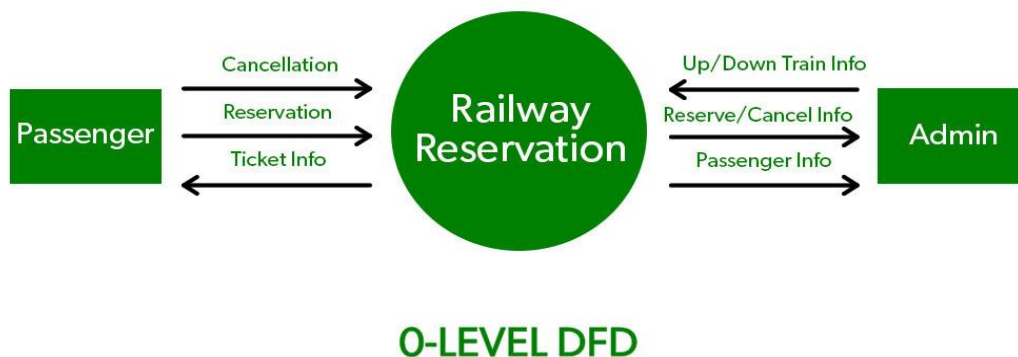 Cancellation
Up/Down Train Info
Passenger
Reservation
Railway
Reservation
Reserve/Cancel Info
Admin
Ticket Info
Passenger Info
0-LEVEL DFD